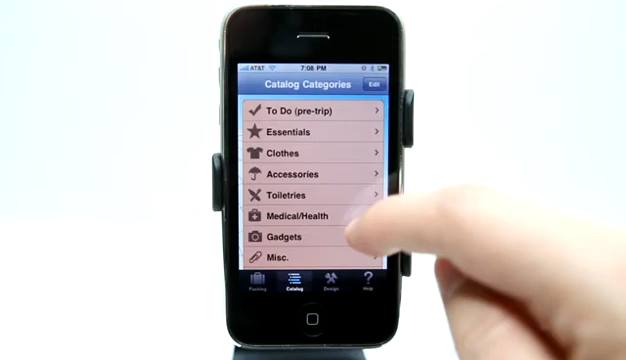 AT&T 7:08 PM
Catalog Categories Edit
To Do (pre-trip)
Essentials
Clothes
Accessories
Toiletries
Medical/Health
Gadgets
Misc.
Packing Catalog Design Help